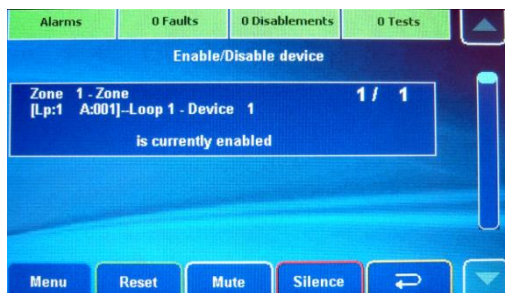 Alarms 0 Faults 0 Disablements 0 Tests
Enable/Disable device
Zone 1 - Zone 1 / 1
[Lp:1 A:001]--Loop 1 - Device 1
is currently enabled
Menu Reset Mute Silence